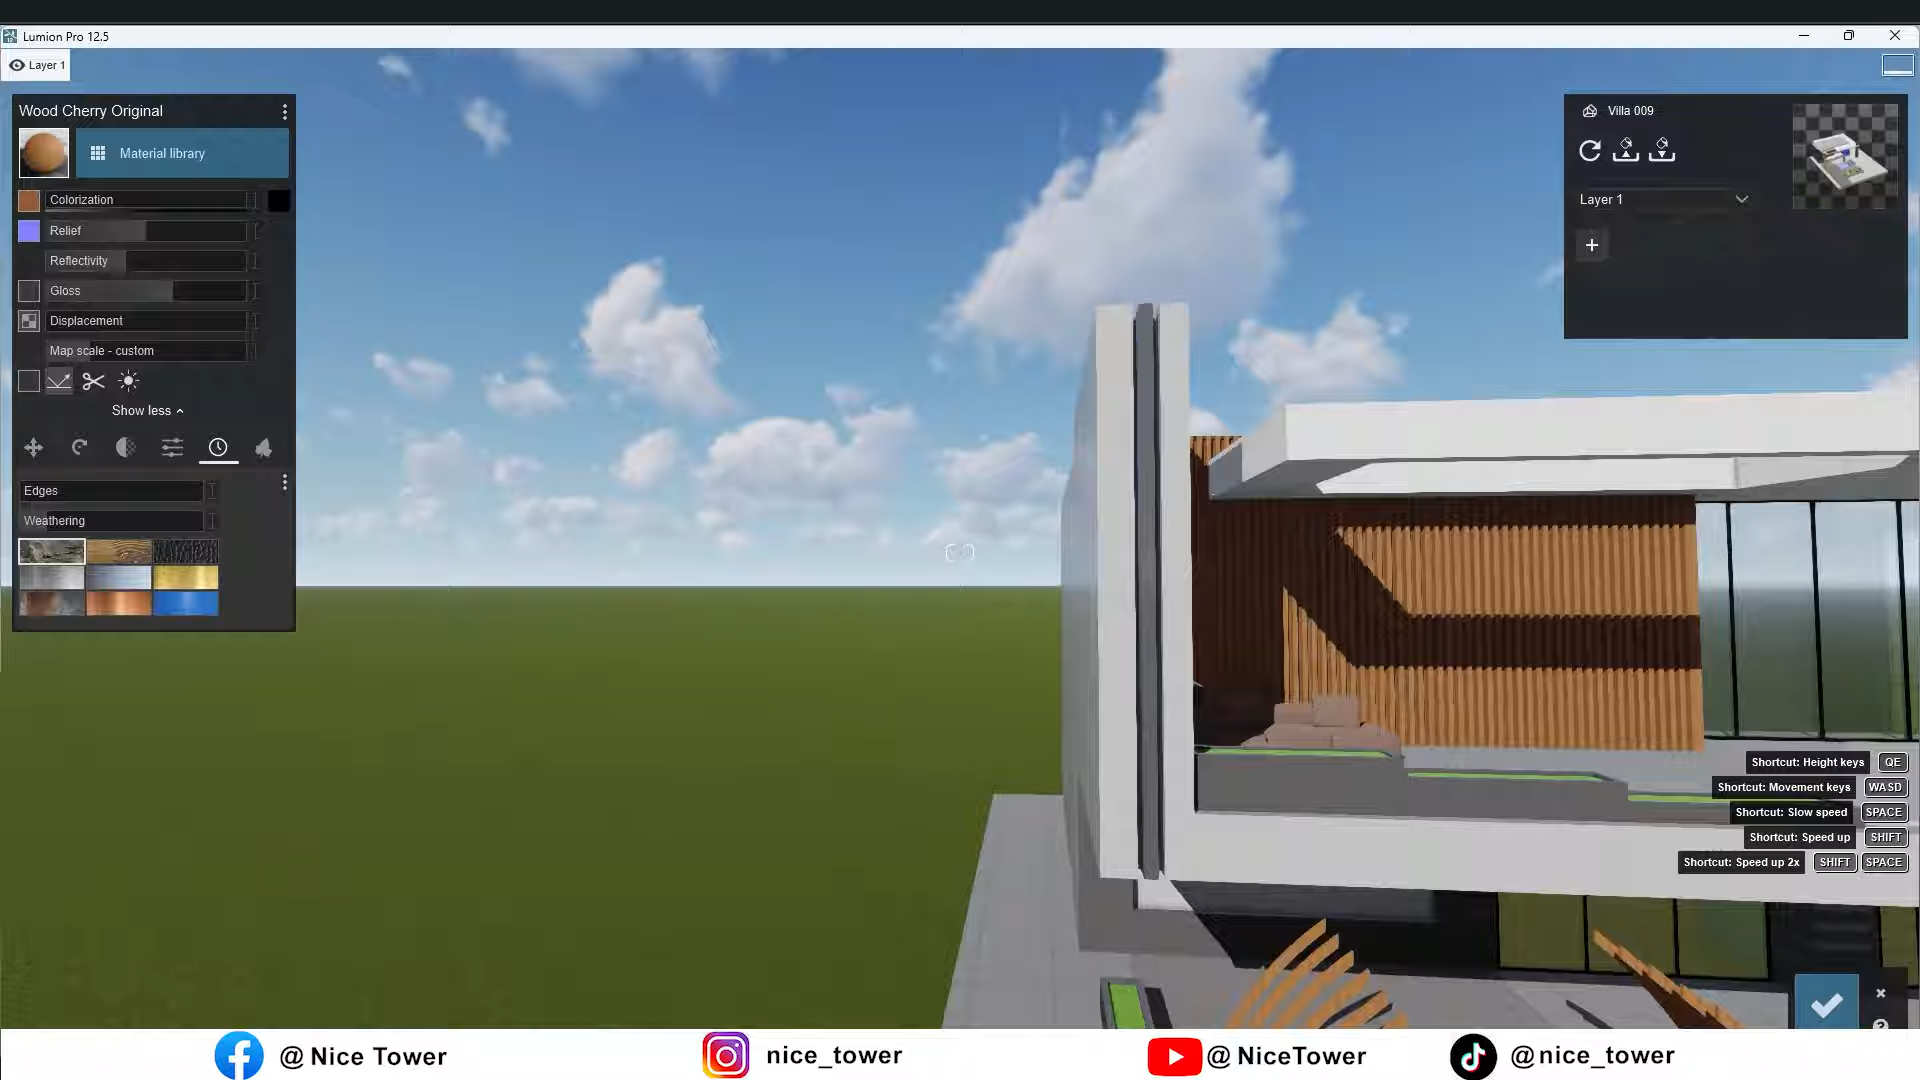 Lumion Pro 12.5
Layer 1
Wood Cherry Original
Material library
Colorization
Relief
Reflectivity
Gloss
Displacement
Map scale - custom
Show less
Edges
Weathering
Villa 009
Layer 1
Shortcut: Height keys QE
Shortcut: Movement keys WASD
Shortcut: Slow speed SPACE
Shortcut: Speed up SHIFT
Shortcut: Speed up 2x SHIFT SPACE
@ Nice Tower
nice_tower
@ NiceTower
@nice_tower